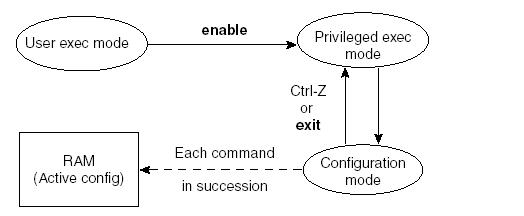 enable
User exec mode
Privileged exec
mode
Ctrl-Z
or
exit
RAM
(Active config)
Each command
in succession
Configuration
mode